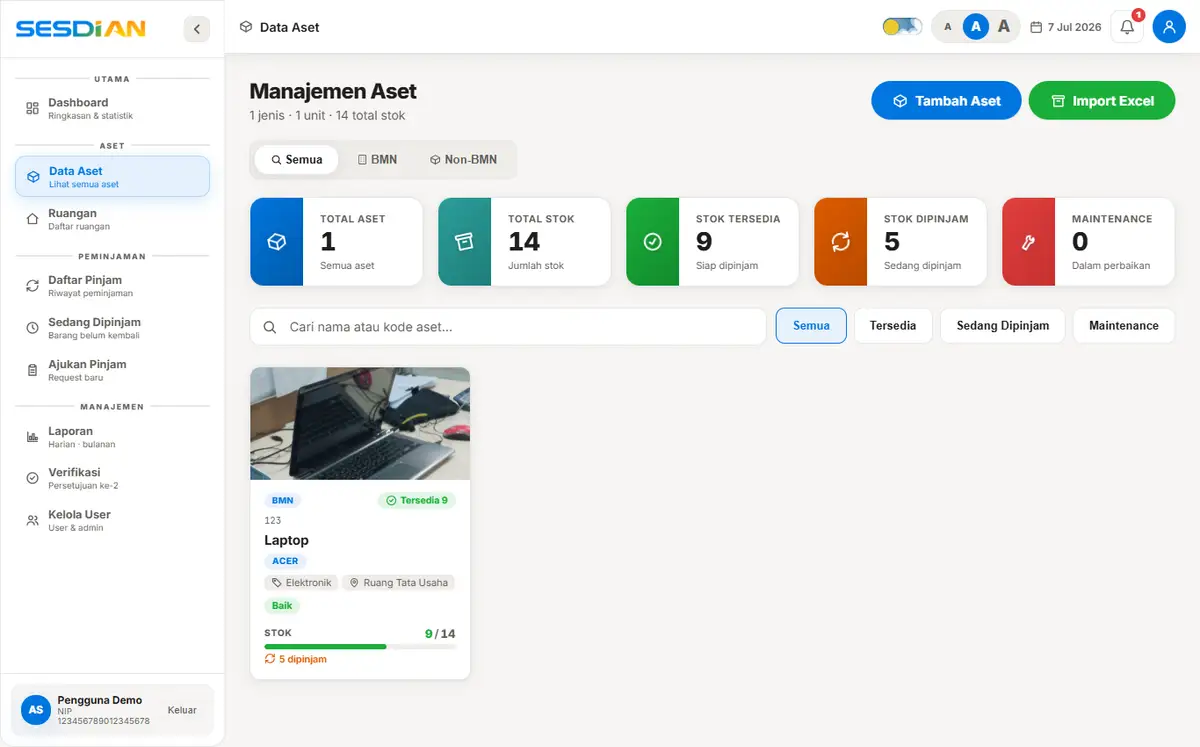 SESDiAN
UTAMA
Dashboard
Ringkasan & statistik
ASET
Data Aset
Lihat semua aset
Ruangan
Daftar ruangan
PEMINJAMAN
Daftar Pinjam
Riwayat peminjaman
Sedang Dipinjam
Barang belum kembali
Ajukan Pinjam
Request baru
MANAJEMEN
Laporan
Harian · bulanan
Verifikasi
Persetujuan ke-2
Kelola User
User & admin
AS
Pengguna Demo
NIP
123456789012345678
Keluar
Data Aset
A A A
7 Jul 2026
1
Manajemen Aset
1 jenis · 1 unit · 14 total stok
Tambah Aset
Import Excel
Semua BMN Non-BMN
TOTAL ASET
1
Semua aset
TOTAL STOK
14
Jumlah stok
STOK TERSEDIA
9
Siap dipinjam
STOK DIPINJAM
5
Sedang dipinjam
MAINTENANCE
0
Dalam perbaikan
Cari nama atau kode aset...
Semua Tersedia Sedang Dipinjam Maintenance
BMN Tersedia 9
123
Laptop
ACER
Elektronik Ruang Tata Usaha
Baik
STOK 9 / 14
5 dipinjam